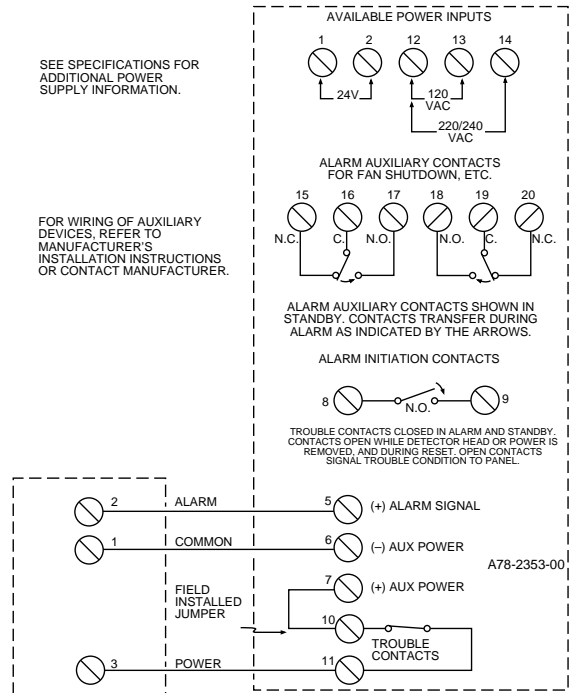 AVAILABLE POWER INPUTS
1 2 12 13 14
SEE SPECIFICATIONS FOR
ADDITIONAL POWER
SUPPLY INFORMATION.
24V
120
VAC
220/240
VAC
ALARM AUXILIARY CONTACTS
FOR FAN SHUTDOWN, ETC.
15 16 17 18 19 20
N.C. C. N.O. N.O. C. N.C.
FOR WIRING OF AUXILIARY
DEVICES, REFER TO
MANUFACTURER'S
INSTALLATION INSTRUCTIONS
OR CONTACT MANUFACTURER.
ALARM AUXILIARY CONTACTS SHOWN IN
STANDBY. CONTACTS TRANSFER DURING
ALARM AS INDICATED BY THE ARROWS.
ALARM INITIATION CONTACTS
8 N.O. 9
TROUBLE CONTACTS CLOSED IN ALARM AND STANDBY.
CONTACTS OPEN WHILE DETECTOR HEAD OR POWER IS
REMOVED, AND DURING RESET. OPEN CONTACTS
SIGNAL TROUBLE CONDITION TO PANEL.
2 ALARM 5 (+) ALARM SIGNAL
1 COMMON 6 (–) AUX POWER
A78-2353-00
7 (+) AUX POWER
FIELD
INSTALLED
JUMPER
10
TROUBLE
CONTACTS
3 POWER 11